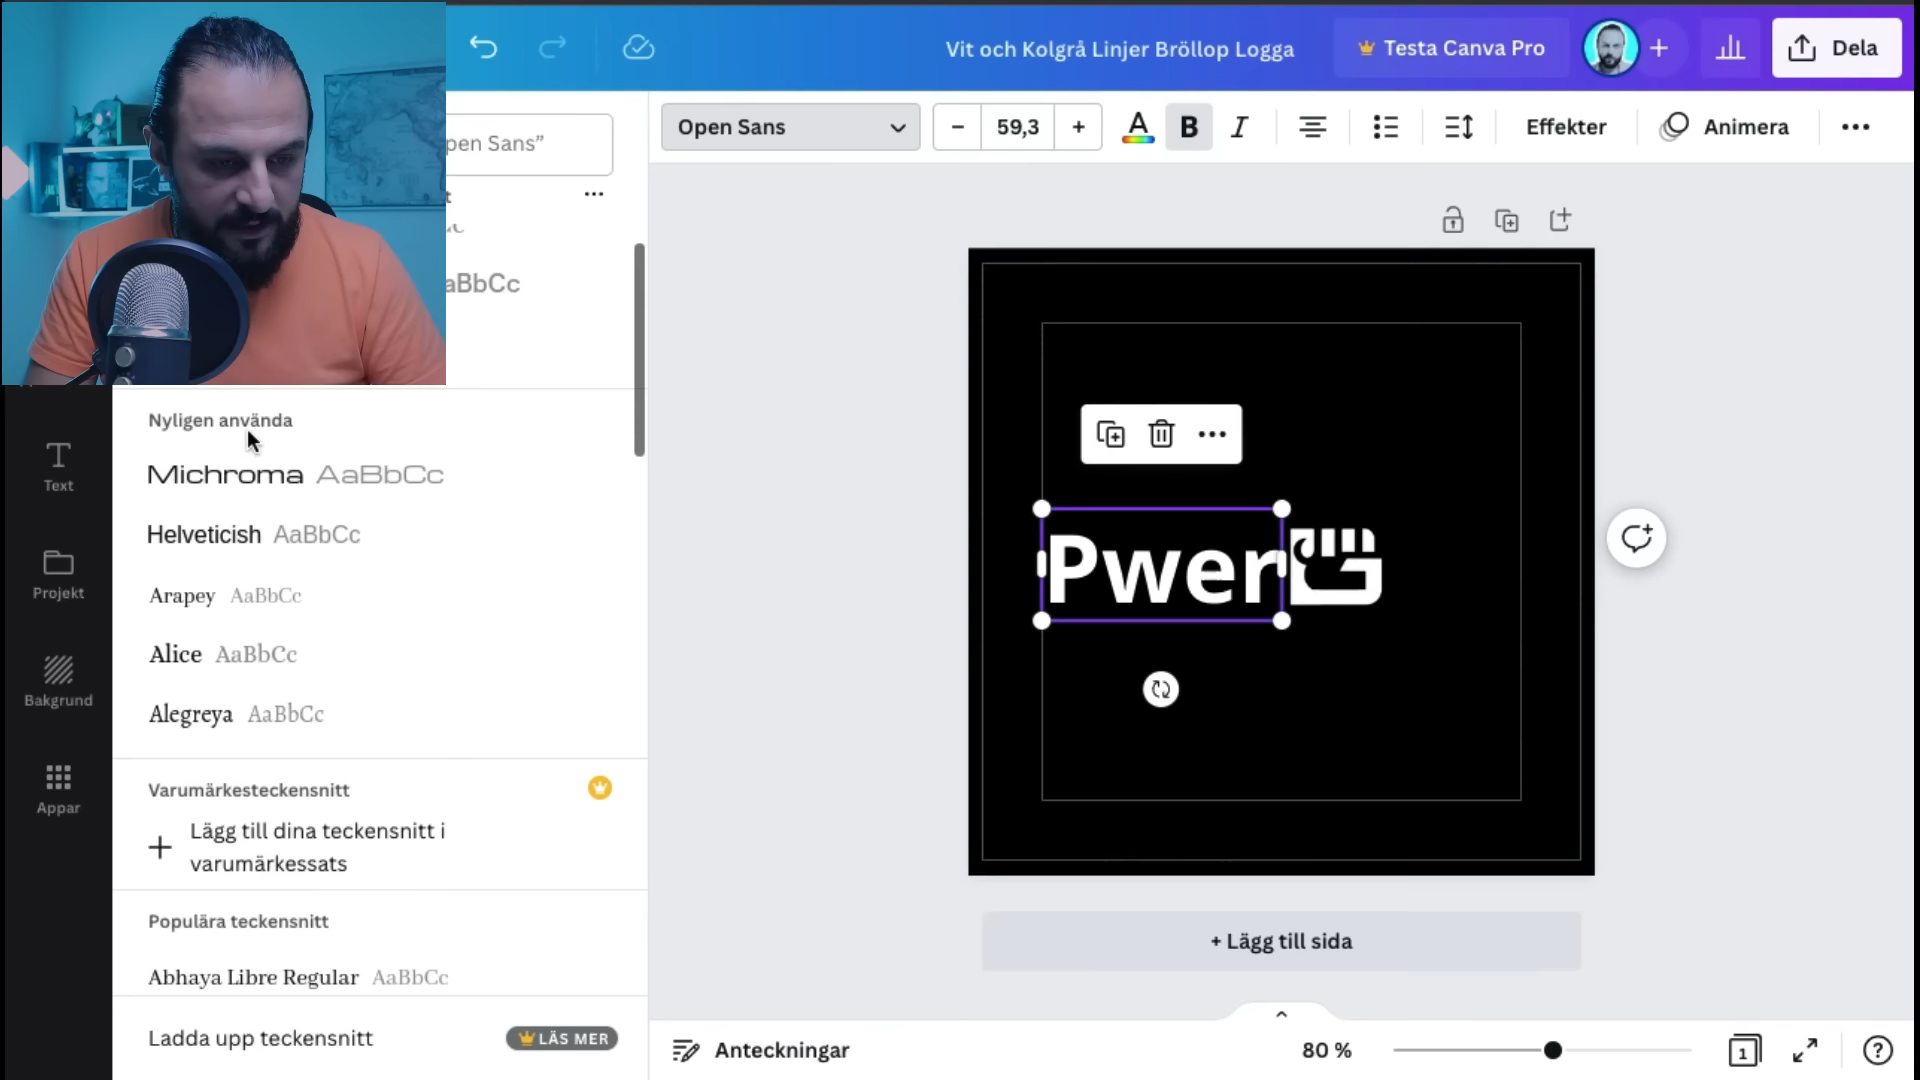 Vit och Kolgrå Linjer Bröllop Logga
Testa Canva Pro
Dela
pen Sans”
Open Sans
59,3
A
B
I
Effekter
Animera
aBbCc
Nyligen använda
Michroma AaBbCc
Helveticish AaBbCc
Arapey AaBbCc
Alice AaBbCc
Alegreya AaBbCc
Varumärkesteckensnitt
Lägg till dina teckensnitt i
varumärkessats
Populära teckensnitt
Abhaya Libre Regular AaBbCc
Ladda upp teckensnitt
LÄS MER
Text
Projekt
Bakgrund
Appar
Pwer
+ Lägg till sida
Anteckningar
80 %
1